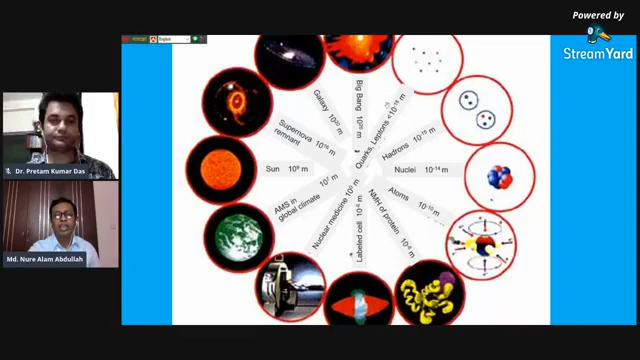 Powered by
StreamYard
English
Big Bang 10²⁵ m
Quarks, Leptons <10⁻¹⁸ m
Hadrons 10⁻¹⁵ m
Nuclei 10⁻¹⁴ m
Atoms 10⁻¹⁰ m
NMH of protein 10⁻⁸ m
Labeled cell 10⁻⁵ m
Nuclear medicine 10⁰ m
AMS in 10⁷ m
global climate
Sun 10⁹ m
Supernova 10¹⁶ m
remnant
Galaxy 10²⁰ m
Dr. Pretam Kumar Das
Md. Nure Alam Abdullah